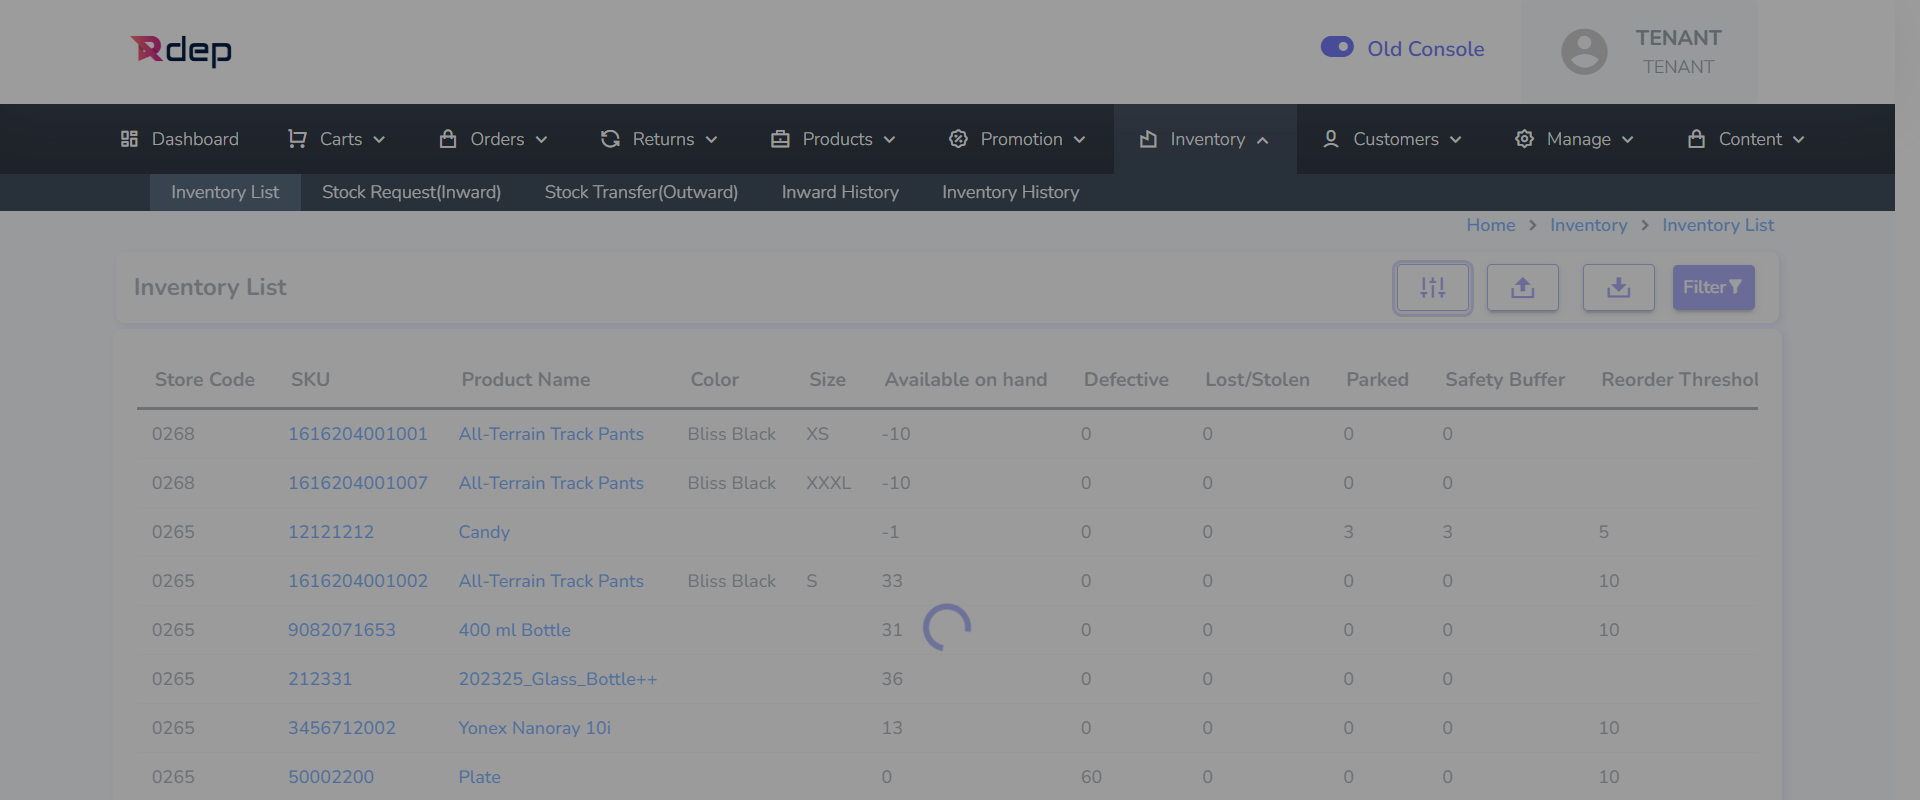 Rdep
Old Console
TENANT
TENANT
Dashboard Carts Orders Returns Products Promotion Inventory Customers Manage Content
Inventory List Stock Request(Inward) Stock Transfer(Outward) Inward History Inventory History
Home > Inventory > Inventory List
Inventory List
Filter
Store Code SKU Product Name Color Size Available on hand Defective Lost/Stolen Parked Safety Buffer Reorder Threshol
0268 1616204001001 All-Terrain Track Pants Bliss Black XS -10 0 0 0 0
0268 1616204001007 All-Terrain Track Pants Bliss Black XXXL -10 0 0 0 0
0265 12121212 Candy -1 0 0 3 3 5
0265 1616204001002 All-Terrain Track Pants Bliss Black S 33 0 0 0 0 10
0265 9082071653 400 ml Bottle 31 0 0 0 0 10
0265 212331 202325_Glass_Bottle++ 36 0 0 0 0
0265 3456712002 Yonex Nanoray 10i 13 0 0 0 0 10
0265 50002200 Plate 0 60 0 0 0 10